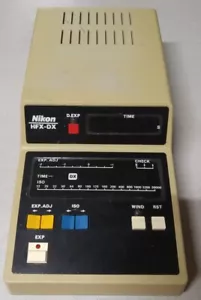 Nikon
HFX-DX
D.EXP
TIME
S
EXP.ADJ
CHECK
TIME
DX
ISO
EXP.ADJ
ISO
WIND
RST
EXP